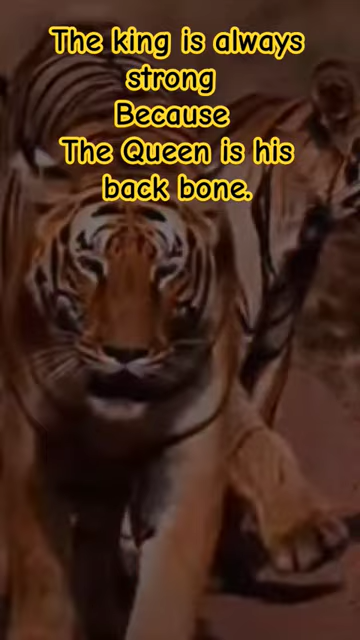 The king is always
strong
Because
The Queen is his
back bone.